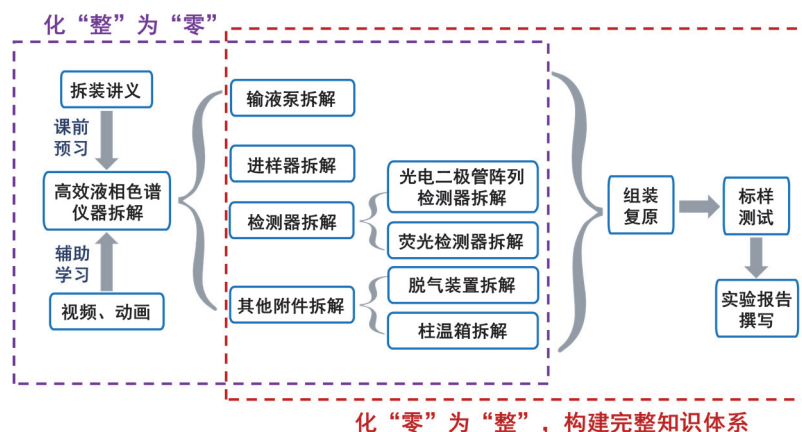 化“整”为“零”
拆装讲义
课前
预习
高效液相色谱
仪器拆解
辅助
学习
视频、动画
输液泵拆解
进样器拆解
检测器拆解
其他附件拆解
光电二极管阵列
检测器拆解
荧光检测器拆解
脱气装置拆解
柱温箱拆解
组装
复原
标样
测试
实验报告
撰写
化“零”为“整”，构建完整知识体系